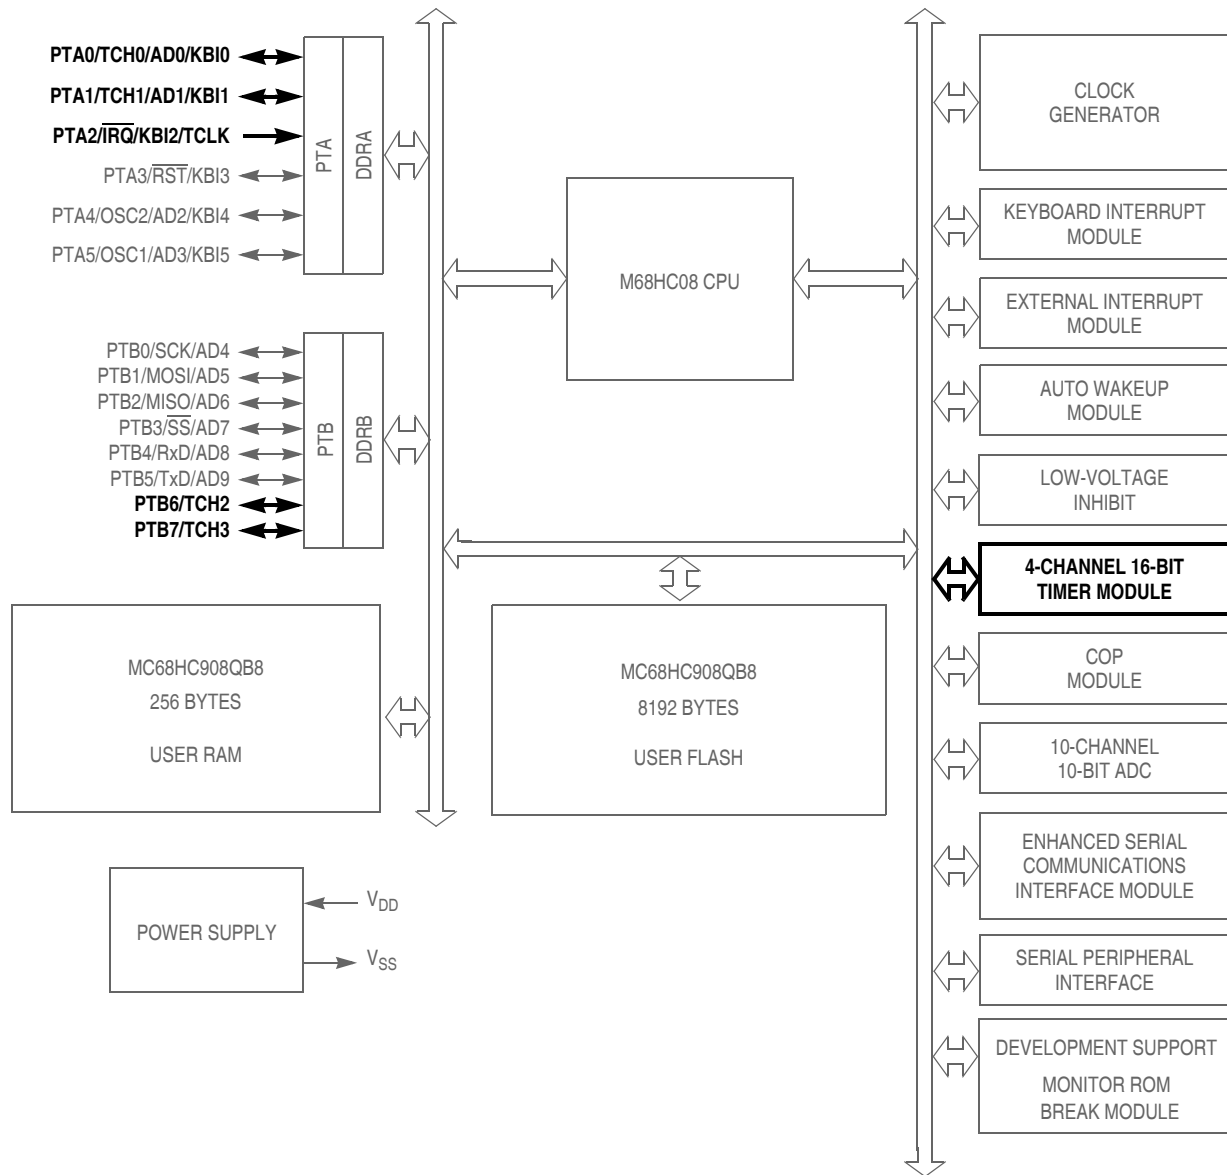 PTA0/TCH0/AD0/KBI0
PTA1/TCH1/AD1/KBI1
PTA2/IRQ/KBI2/TCLK
PTA3/RST/KBI3
PTA4/OSC2/AD2/KBI4
PTA5/OSC1/AD3/KBI5
PTA
DDRA
PTB0/SCK/AD4
PTB1/MOSI/AD5
PTB2/MISO/AD6
PTB3/SS/AD7
PTB4/RxD/AD8
PTB5/TxD/AD9
PTB6/TCH2
PTB7/TCH3
PTB
DDRB
M68HC08 CPU
MC68HC908QB8
256 BYTES
USER RAM
MC68HC908QB8
8192 BYTES
USER FLASH
POWER SUPPLY
VDD
VSS
CLOCK
GENERATOR
KEYBOARD INTERRUPT
MODULE
EXTERNAL INTERRUPT
MODULE
AUTO WAKEUP
MODULE
LOW-VOLTAGE
INHIBIT
4-CHANNEL 16-BIT
TIMER MODULE
COP
MODULE
10-CHANNEL
10-BIT ADC
ENHANCED SERIAL
COMMUNICATIONS
INTERFACE MODULE
SERIAL PERIPHERAL
INTERFACE
DEVELOPMENT SUPPORT
MONITOR ROM
BREAK MODULE